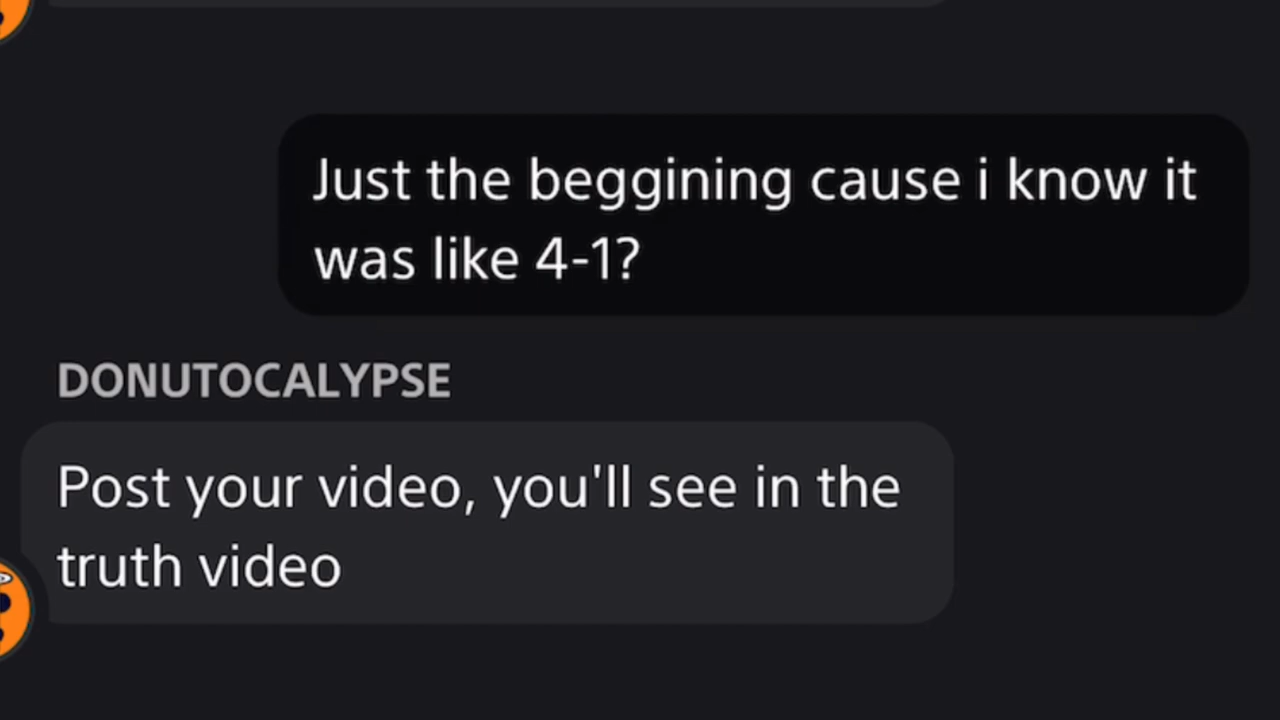 Just the beggining cause i know it
was like 4-1?
DONUTOCALYPSE
Post your video, you'll see in the
truth video